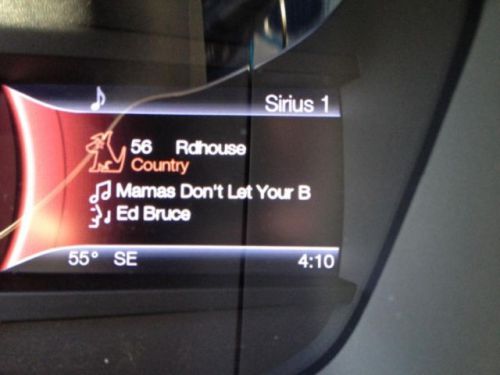 Sirius 1
56 Rdhouse
Country
Mamas Don't Let Your B
Ed Bruce
55° SE 4:10